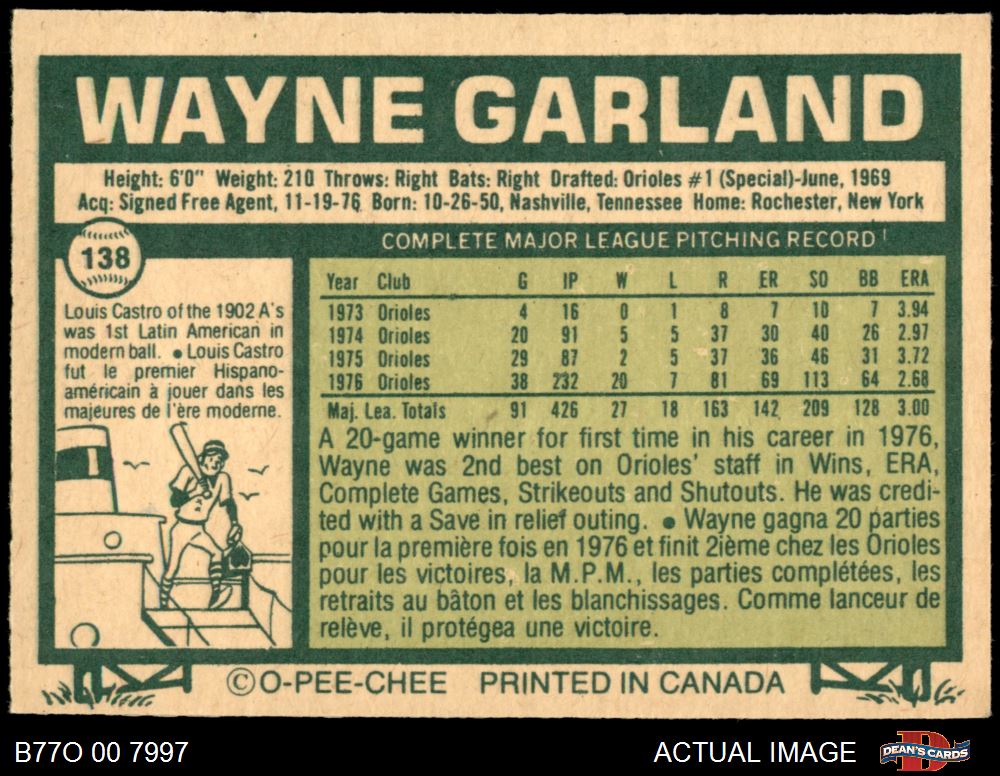 WAYNE GARLAND
Height: 6'0" Weight: 210 Throws: Right Bats: Right Drafted: Orioles #1 (Special)-June, 1969
Acq: Signed Free Agent, 11-19-76 Born: 10-26-50, Nashville, Tennessee Home: Rochester, New York
138
COMPLETE MAJOR LEAGUE PITCHING RECORD
Louis Castro of the 1902 A's
was 1st Latin American in
modern ball. ● Louis Castro
fut le premier Hispano-
américain à jouer dans les
majeures de l'ère moderne.
Year Club G IP W L R ER SO BB ERA
1973 Orioles 4 16 0 1 8 7 10 7 3.94
1974 Orioles 20 91 5 5 37 30 40 26 2.97
1975 Orioles 29 87 2 5 37 36 46 31 3.72
1976 Orioles 38 232 20 7 81 69 113 64 2.68
Maj. Lea. Totals 91 426 27 18 163 142 209 128 3.00
A 20-game winner for first time in his career in 1976,
Wayne was 2nd best on Orioles' staff in Wins, ERA,
Complete Games, Strikeouts and Shutouts. He was credi-
ted with a Save in relief outing. ● Wayne gagna 20 parties
pour la première fois en 1976 et finit 2ième chez les Orioles
pour les victoires, la M.P.M., les parties complétées, les
retraits au bâton et les blanchissages. Comme lanceur de
relève, il protégea une victoire.
© O-PEE-CHEE PRINTED IN CANADA
B77O 00 7997
ACTUAL IMAGE
D
DEAN'S CARDS